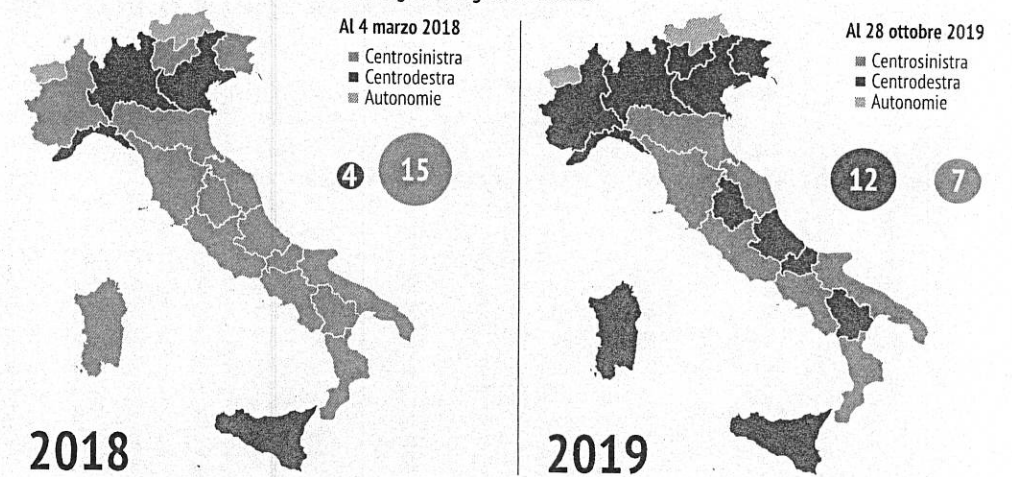 Al 4 marzo 2018
Centrosinistra
Centrodestra
Autonomie
4
15
2018
Al 28 ottobre 2019
Centrosinistra
Centrodestra
Autonomie
12
7
2019